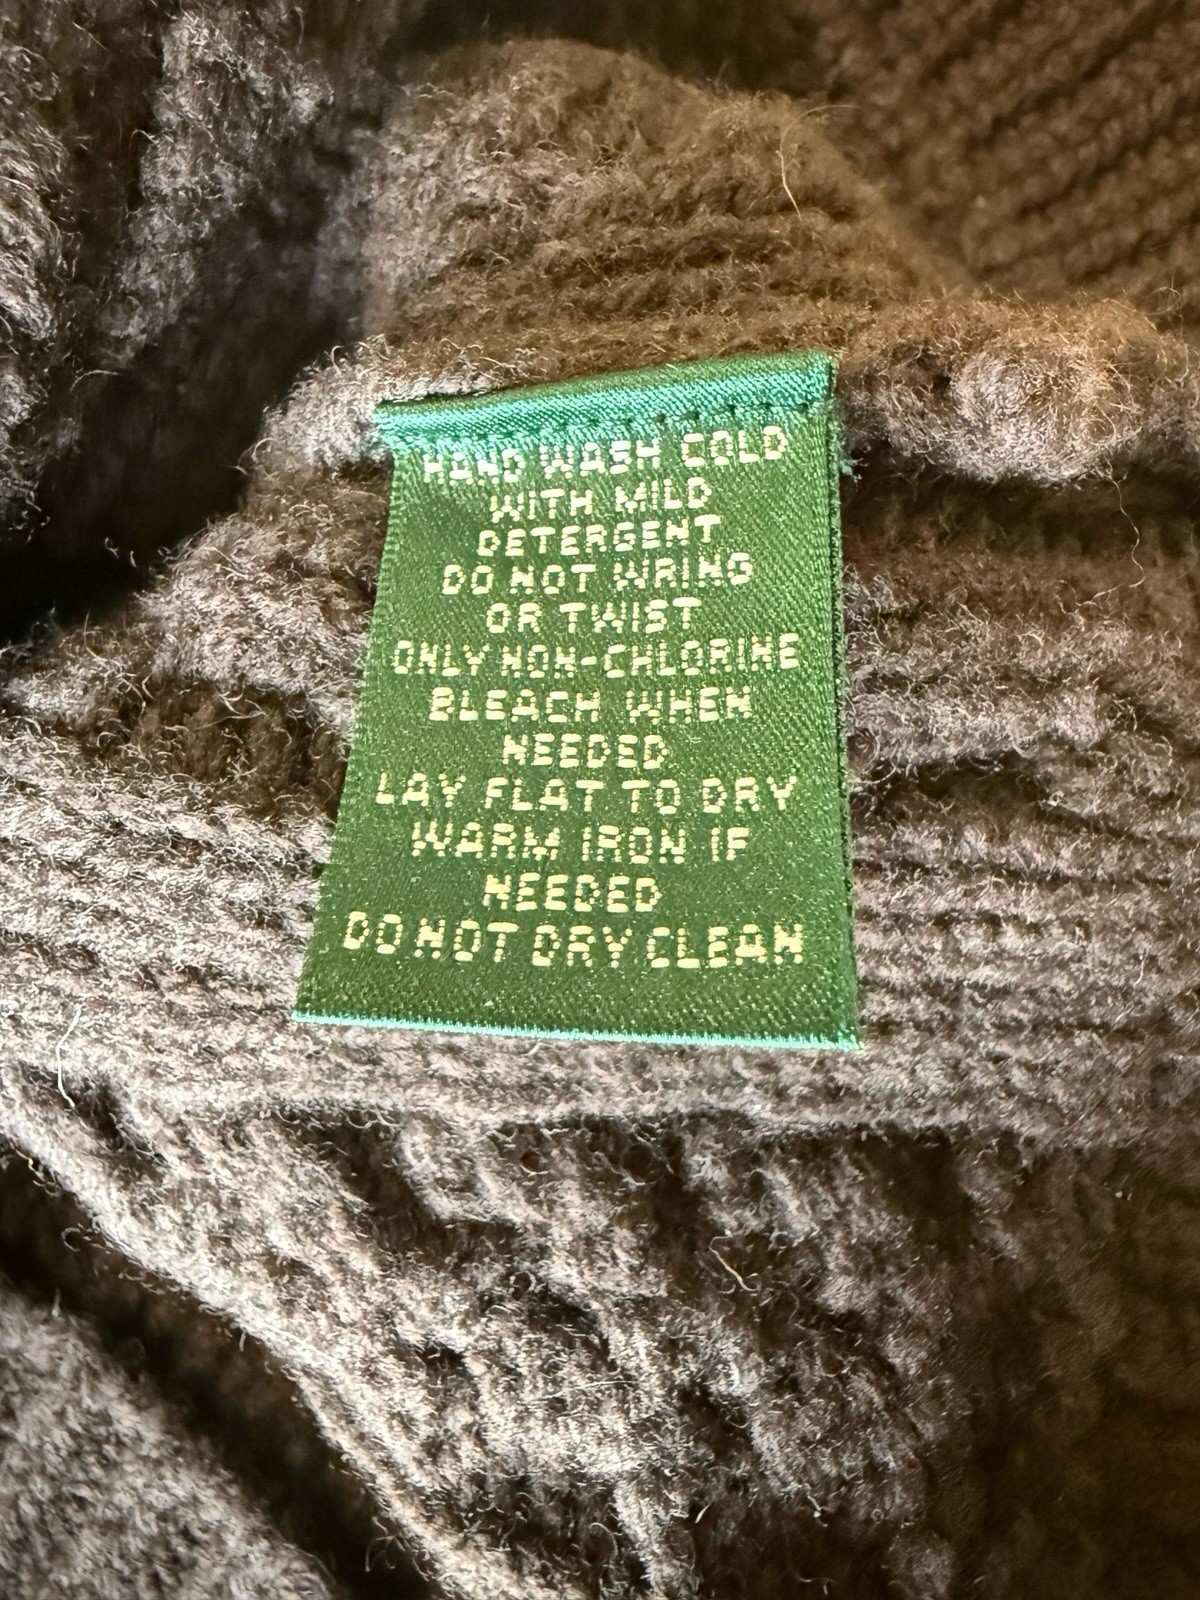 HAND WASH COLD
WITH MILD
DETERGENT
DO NOT WRING
OR TWIST
ONLY NON-CHLORINE
BLEACH WHEN
NEEDED
LAY FLAT TO DRY
WARM IRON IF
NEEDED
DO NOT DRY CLEAN